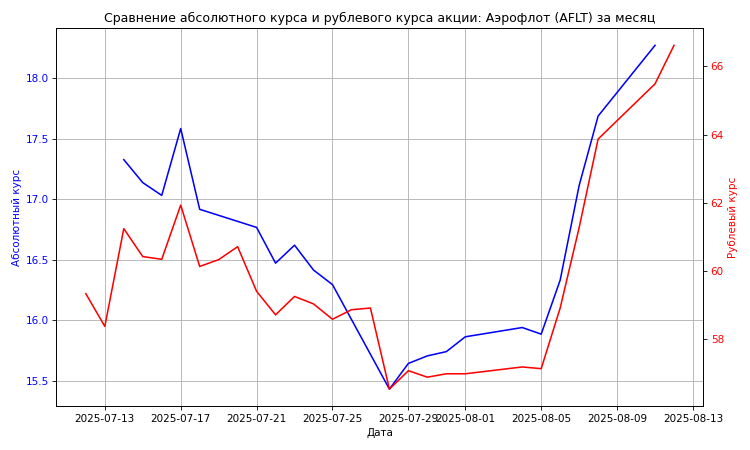 Сравнение абсолютного курса и рублевого курса акции: Аэрофлот (AFLT) за месяц
Абсолютный курс
18.0
17.5
17.0
16.5
16.0
15.5
66
64
62
60
58
Рублевый курс
2025-07-13 2025-07-17 2025-07-21 2025-07-25 2025-07-29 2025-08-01 2025-08-05 2025-08-09 2025-08-13
Дата